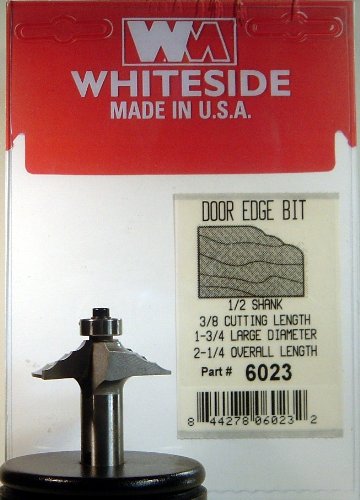 WM
WHITESIDE
MADE IN U.S.A.
DOOR EDGE BIT
1/2 SHANK
3/8 CUTTING LENGTH
1-3/4 LARGE DIAMETER
2-1/4 OVERALL LENGTH
Part # 6023
8 44278 06023 2